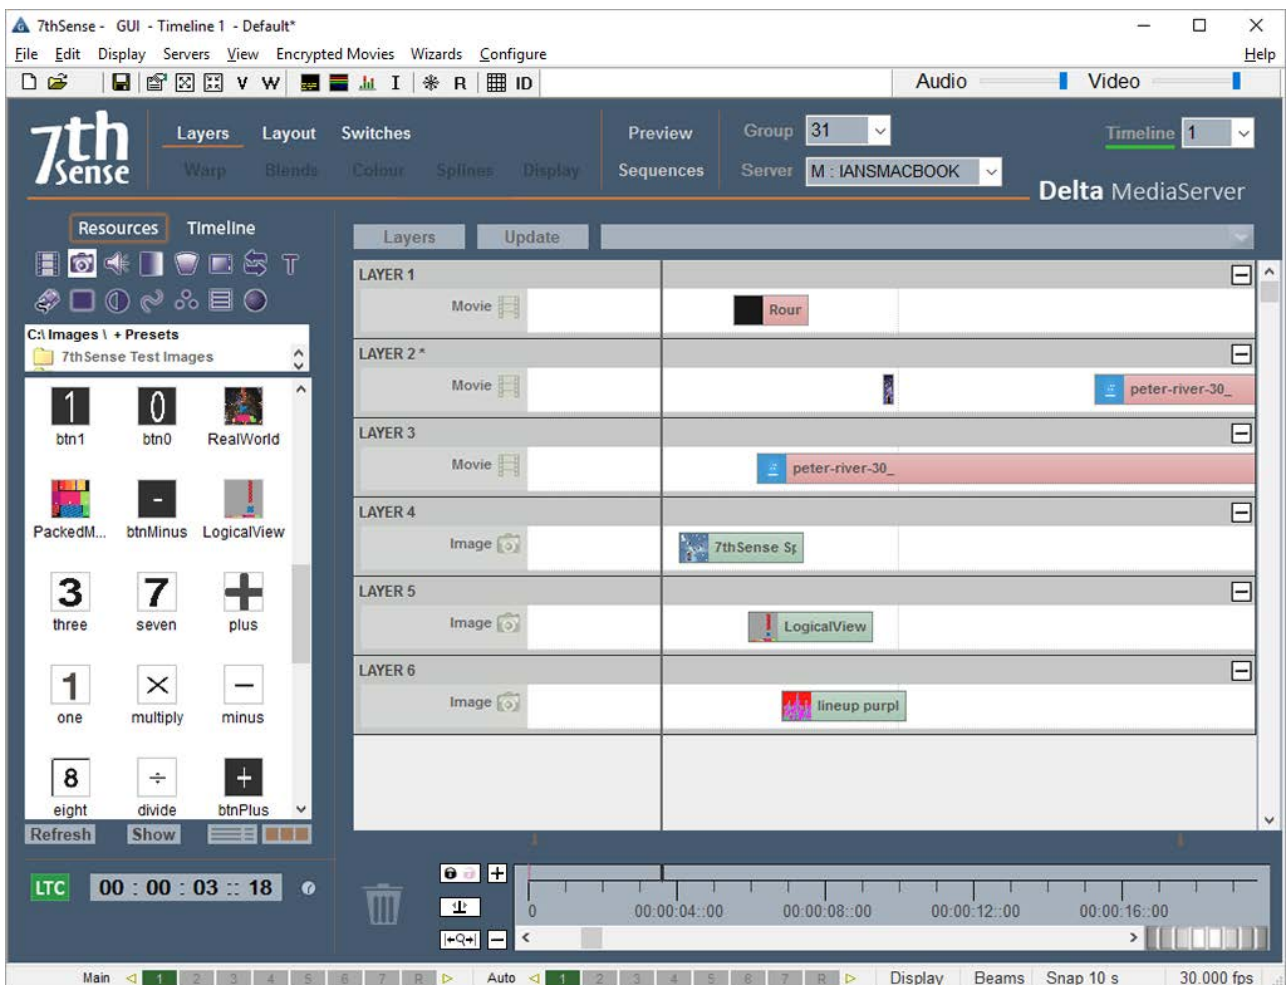 7thSense - GUI - Timeline 1 - Default*
File Edit Display Servers View Encrypted Movies Wizards Configure Help
V W I R ID Audio Video
7th Sense
Layers Layout Switches Preview Group 31 Timeline 1
Warp Blends Colour Splines Display Sequences Server M : IANSMACBOOK
Delta MediaServer
Resources Timeline
Layers Update
T
LAYER 1
Movie Rour
C:\ Images \ + Presets
7thSense Test Images
LAYER 2 *
Movie peter-river-30_
1 0
btn1 btn0 RealWorld
LAYER 3
Movie peter-river-30_
-
PackedM... btnMinus LogicalView
LAYER 4
Image 7thSense Sp
3 7 +
three seven plus
LAYER 5
Image LogicalView
1 × −
one multiply minus
LAYER 6
Image lineup purpl
8 ÷ +
eight divide btnPlus
Refresh Show
LTC 00 : 00 : 03 :: 18
0 00:00:04::00 00:00:08::00 00:00:12::00 00:00:16::00
Main 1 2 3 4 5 6 7 R Auto 1 2 3 4 5 6 7 R Display Beams Snap 10 s 30.000 fps